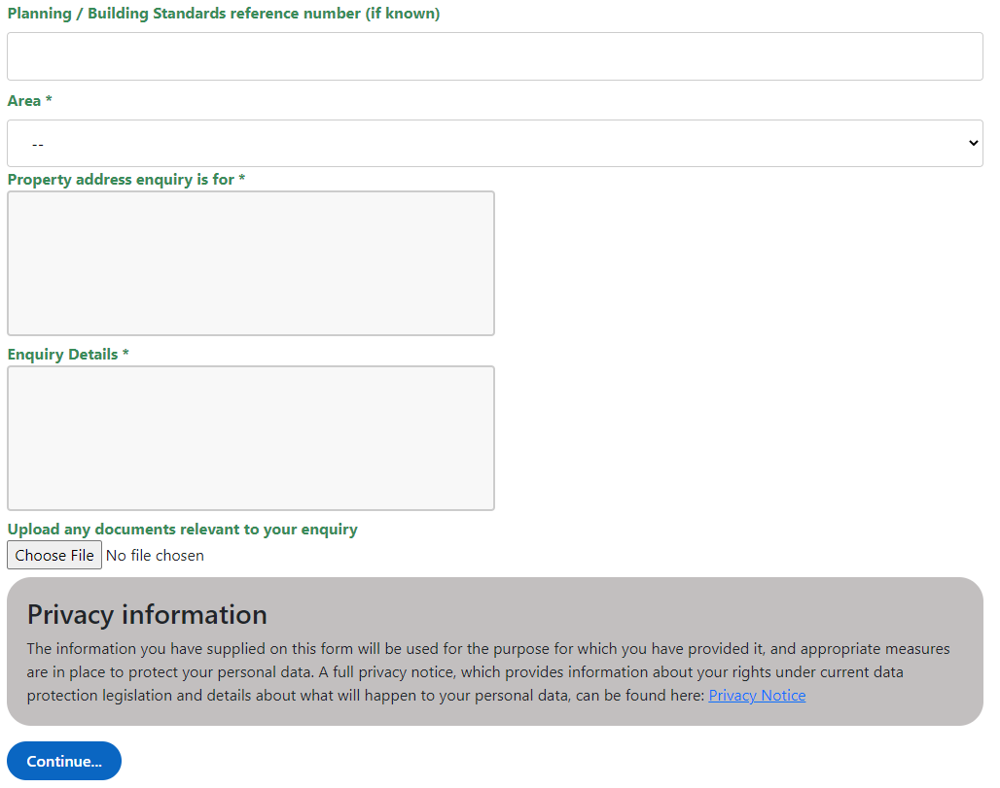 Planning / Building Standards reference number (if known)
Area *
--
Property address enquiry is for *
Enquiry Details *
Upload any documents relevant to your enquiry
Choose File No file chosen
Privacy information
The information you have supplied on this form will be used for the purpose for which you have provided it, and appropriate measures
are in place to protect your personal data. A full privacy notice, which provides information about your rights under current data
protection legislation and details about what will happen to your personal data, can be found here: Privacy Notice
Continue...